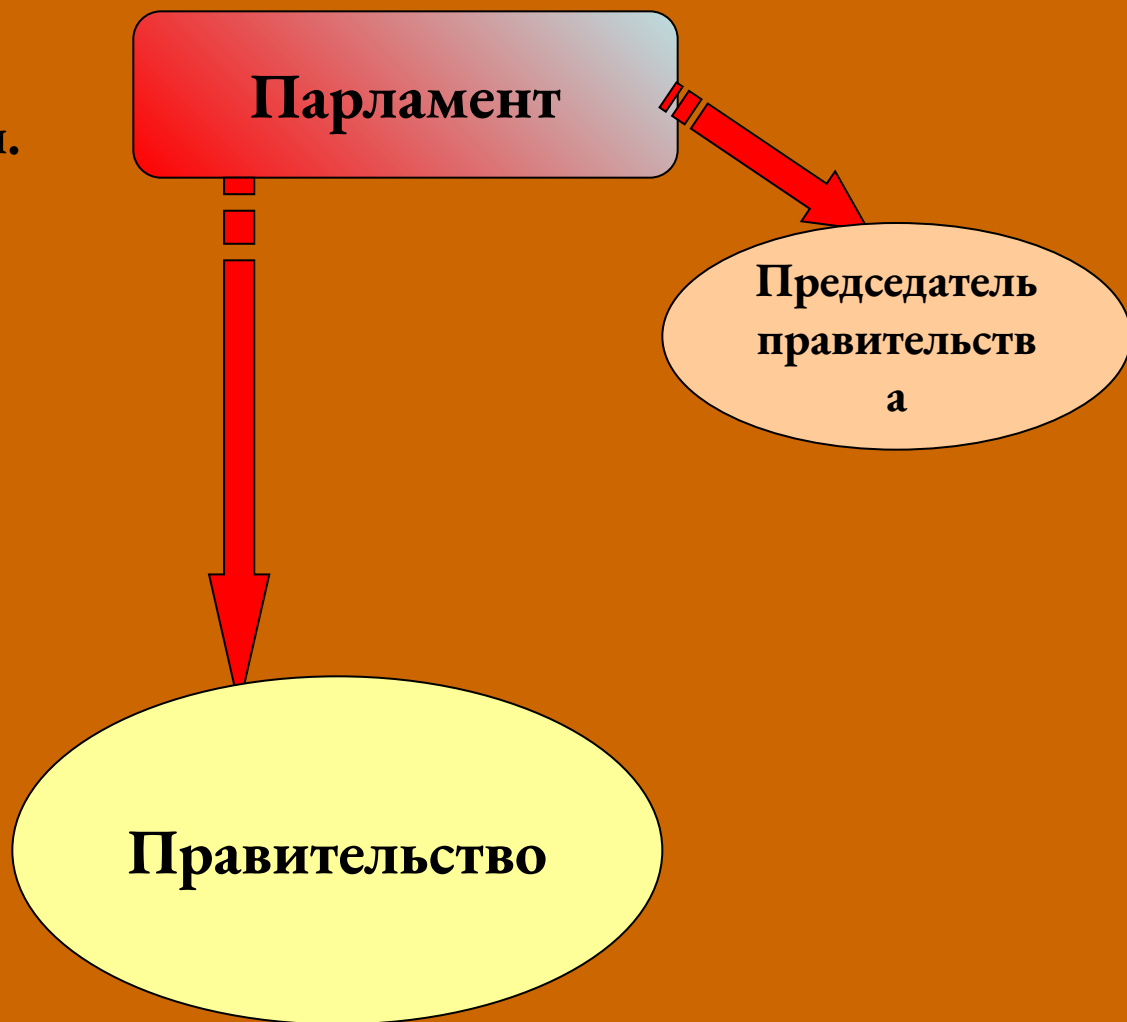 Парламент
Председатель
правительств
а
Правительство